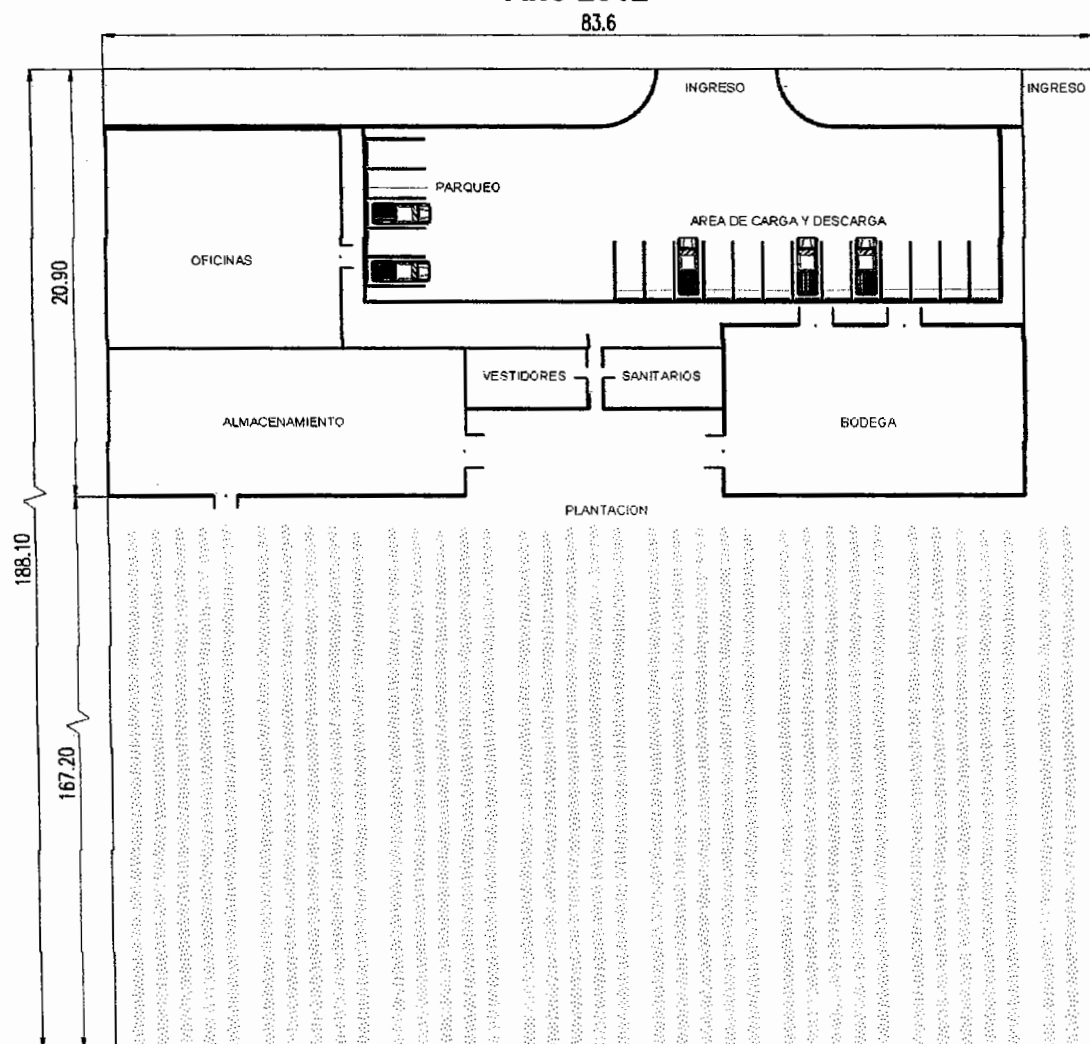 83.6
INGRESO
INGRESO
PARQUEO
AREA DE CARGA Y DESCARGA
OFICINAS
20.90
VESTIDORES
SANITARIOS
ALMACENAMIENTO
BODEGA
PLANTACION
188.10
167.20